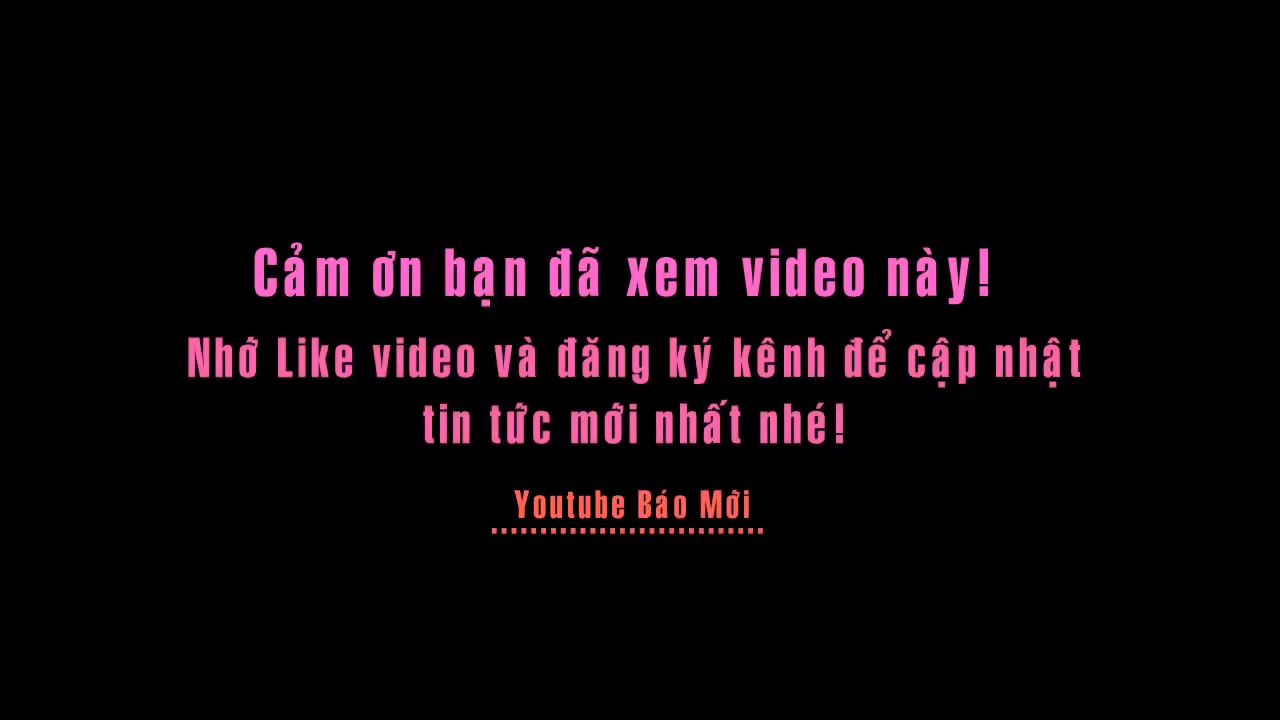 Cảm ơn bạn đã xem video này!
Nhớ Like video và đăng ký kênh để cập nhật
tin tức mới nhất nhé!
Youtube Báo Mới